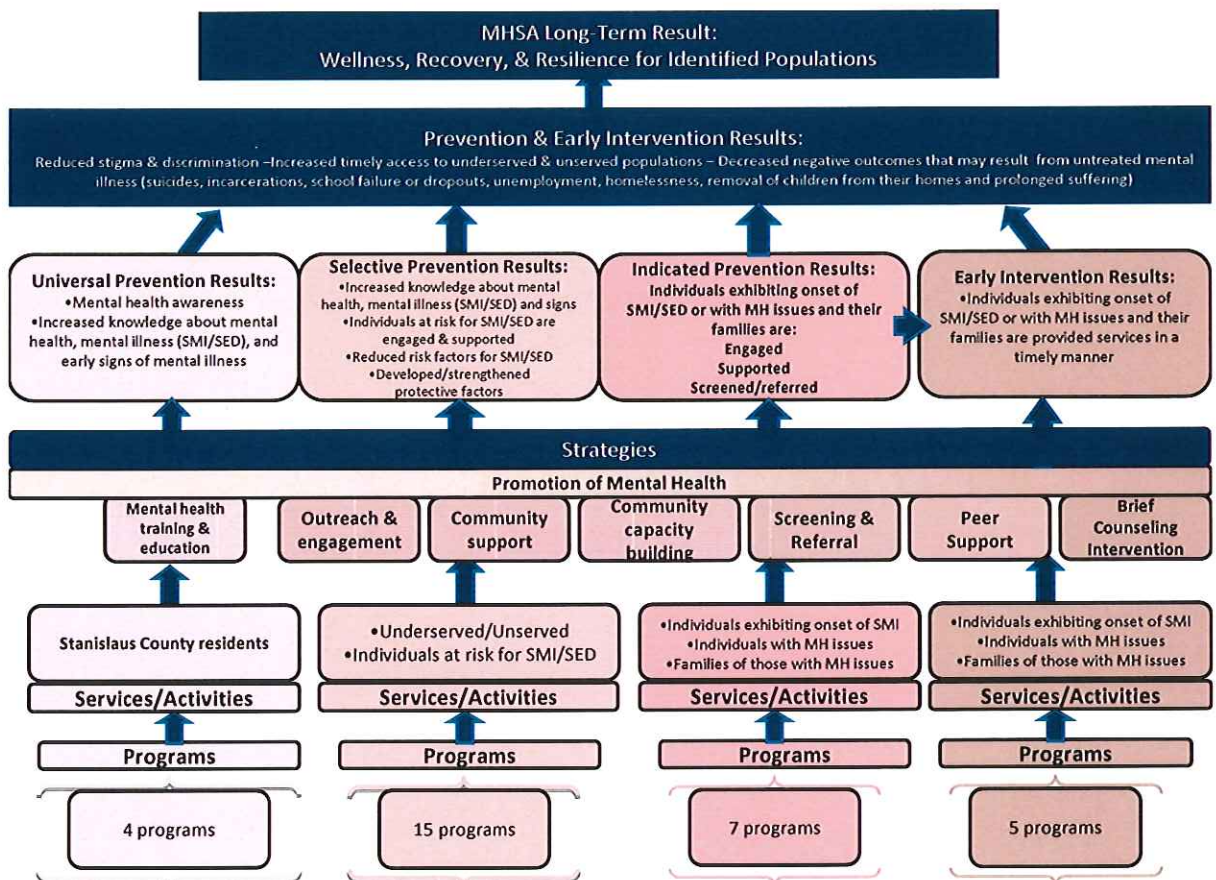 MHSA Long-Term Result:
Wellness, Recovery, & Resilience for Identified Populations
Prevention & Early Intervention Results:
Reduced stigma & discrimination –Increased timely access to underserved & unserved populations – Decreased negative outcomes that may result from untreated mental
illness (suicides, incarcerations, school failure or dropouts, unemployment, homelessness, removal of children from their homes and prolonged suffering)
Universal Prevention Results:
•Mental health awareness
•Increased knowledge about mental
health, mental illness (SMI/SED), and
early signs of mental illness
Selective Prevention Results:
•Increased knowledge about mental
health, mental illness (SMI/SED) and signs
•Individuals at risk for SMI/SED are
engaged & supported
•Reduced risk factors for SMI/SED
•Developed/strengthened
protective factors
Indicated Prevention Results:
Individuals exhibiting onset of
SMI/SED or with MH issues and their
families are:
Engaged
Supported
Screened/referred
Early Intervention Results:
•Individuals exhibiting onset of
SMI/SED or with MH issues and their
families are provided services in a
timely manner
Strategies
Promotion of Mental Health
Mental health
training &
education
Outreach &
engagement
Community
support
Community
capacity
building
Screening &
Referral
Peer
Support
Brief
Counseling
Intervention
Stanislaus County residents
•Underserved/Unserved
•Individuals at risk for SMI/SED
•Individuals exhibiting onset of SMI
•Individuals with MH issues
•Families of those with MH issues
•Individuals exhibiting onset of SMI
•Individuals with MH issues
•Families of those with MH issues
Services/Activities
Services/Activities
Services/Activities
Services/Activities
Programs
Programs
Programs
Programs
4 programs
15 programs
7 programs
5 programs